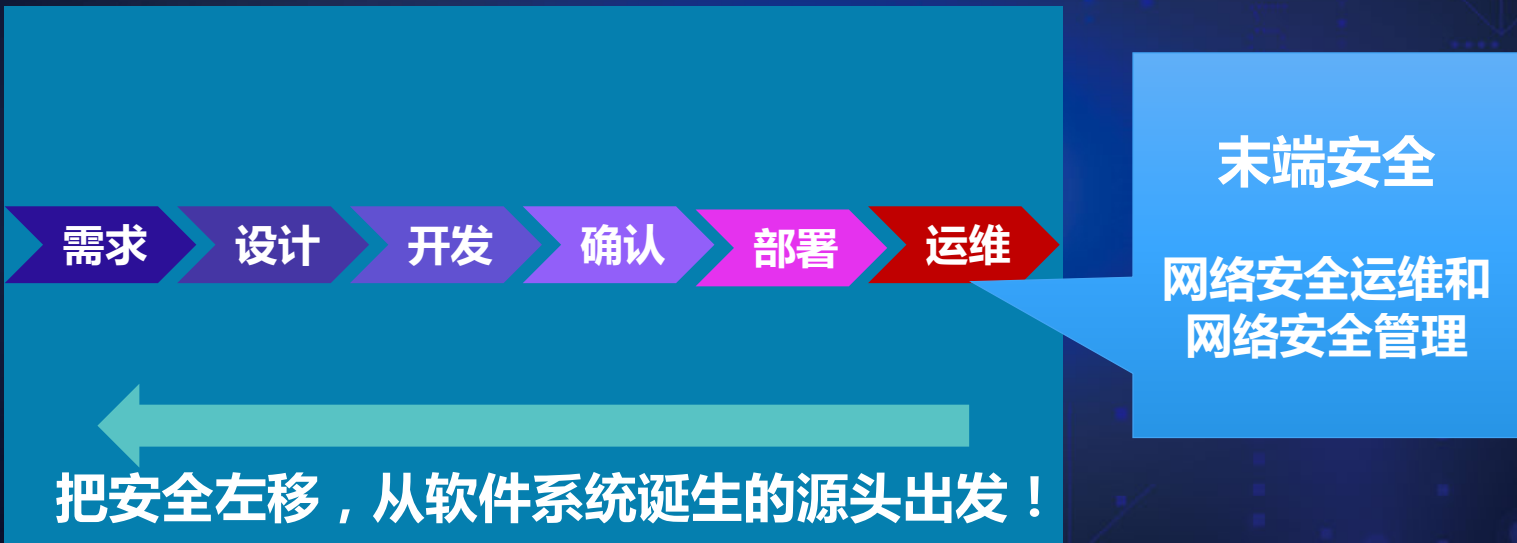 末端安全
需求
设计
开发
确认
部署
运维
网络安全运维和
网络安全管理
把安全左移，从软件系统诞生的源头出发！